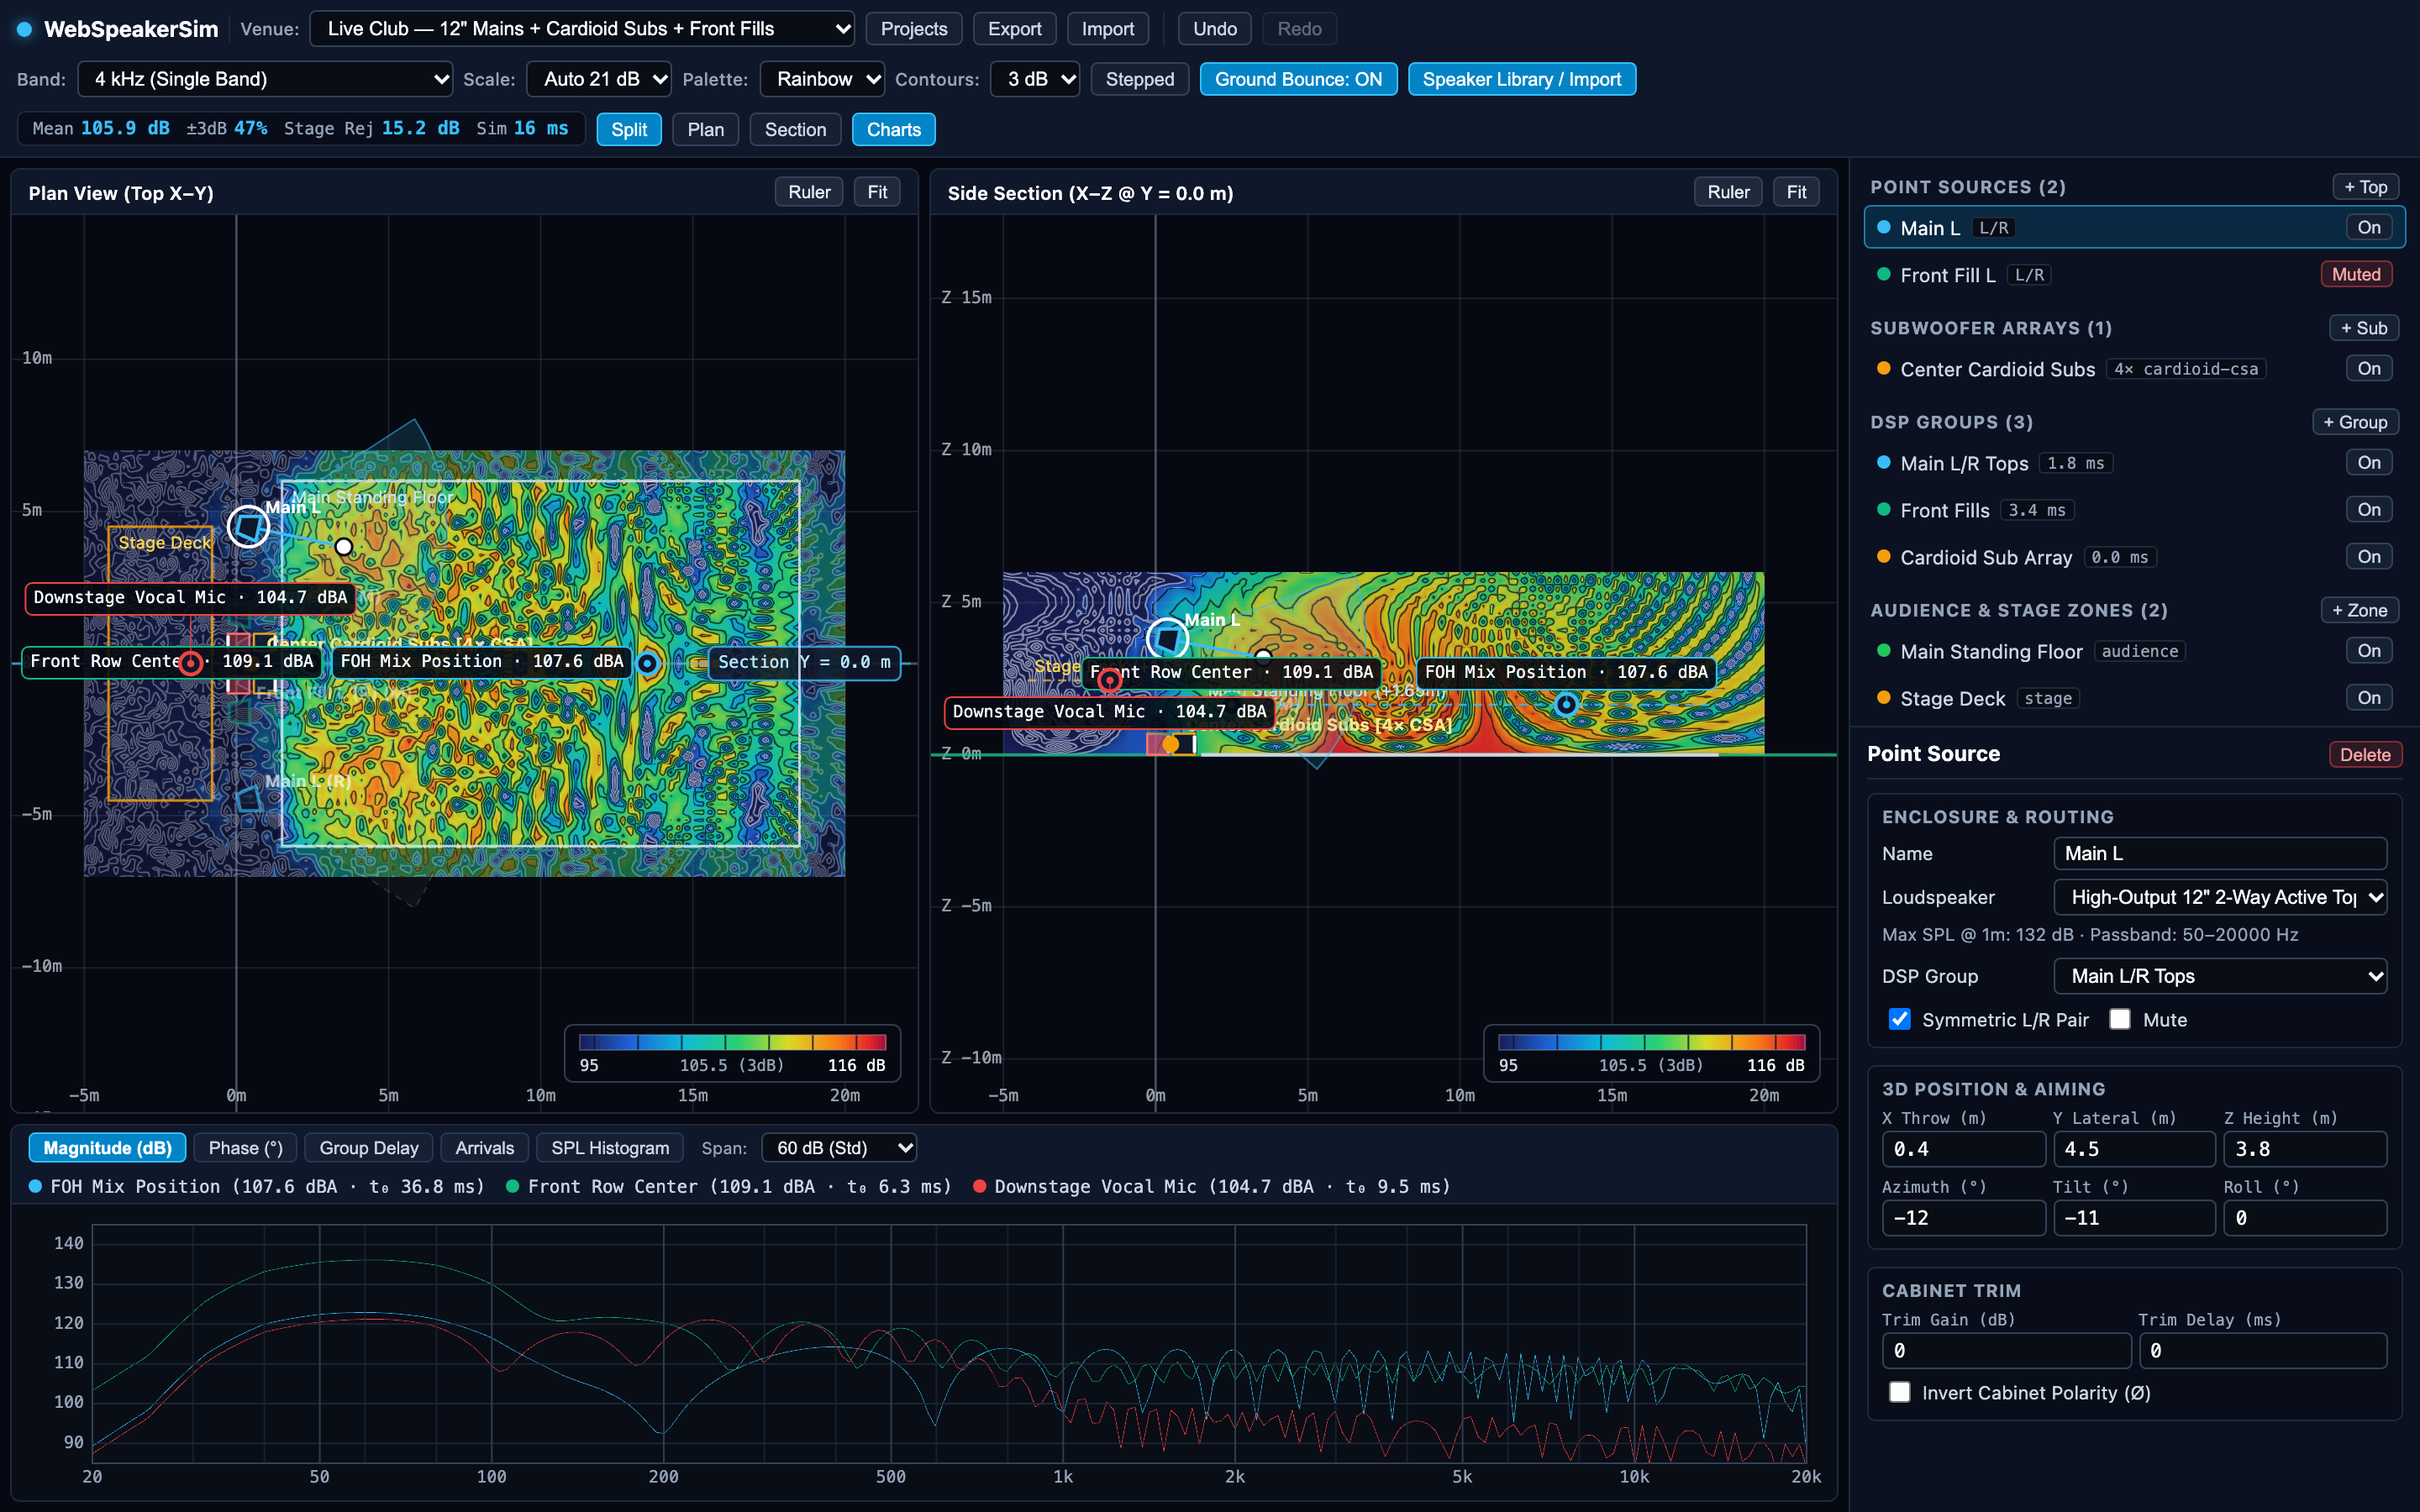 WebSpeakerSim Venue: Live Club — 12" Mains + Cardioid Subs + Front Fills Projects Export Import Undo Redo
Band: 4 kHz (Single Band) Scale: Auto 21 dB Palette: Rainbow Contours: 3 dB Stepped Ground Bounce: ON Speaker Library / Import
Mean 105.9 dB ±3dB 47% Stage Rej 15.2 dB Sim 16 ms Split Plan Section Charts
Plan View (Top X–Y) Ruler Fit
10m
5m
−5m
−10m
Main Standing Floor
Main L
Stage Deck
Downstage Vocal Mic · 104.7 dBA
Center Cardioid Subs [4× CSA]
Front Row Cente · 109.1 dBA
FOH Mix Position · 107.6 dBA
Section Y = 0.0 m
Main L (R)
95 105.5 (3dB) 116 dB
−5m 0m 5m 10m 15m 20m
Side Section (X–Z @ Y = 0.0 m) Ruler Fit
Z 15m
Z 10m
Z 5m
Z 0m
Z −5m
Z −10m
Main L
Stage
Front Row Center · 109.1 dBA
FOH Mix Position · 107.6 dBA
Main Standing Floor (+1.65m)
Downstage Vocal Mic · 104.7 dBA
Cardioid Subs [4× CSA]
95 105.5 (3dB) 116 dB
−5m 0m 5m 10m 15m 20m
Magnitude (dB) Phase (°) Group Delay Arrivals SPL Histogram Span: 60 dB (Std)
FOH Mix Position (107.6 dBA · t₀ 36.8 ms) Front Row Center (109.1 dBA · t₀ 6.3 ms) Downstage Vocal Mic (104.7 dBA · t₀ 9.5 ms)
140
130
120
110
100
90
20 50 100 200 500 1k 2k 5k 10k 20k
POINT SOURCES (2) + Top
Main L L/R On
Front Fill L L/R Muted
SUBWOOFER ARRAYS (1) + Sub
Center Cardioid Subs 4× cardioid-csa On
DSP GROUPS (3) + Group
Main L/R Tops 1.8 ms On
Front Fills 3.4 ms On
Cardioid Sub Array 0.0 ms On
AUDIENCE & STAGE ZONES (2) + Zone
Main Standing Floor audience On
Stage Deck stage On
Point Source Delete
ENCLOSURE & ROUTING
Name Main L
Loudspeaker High-Output 12" 2-Way Active Top
Max SPL @ 1m: 132 dB · Passband: 50–20000 Hz
DSP Group Main L/R Tops
Symmetric L/R Pair Mute
3D POSITION & AIMING
X Throw (m) Y Lateral (m) Z Height (m)
0.4 4.5 3.8
Azimuth (°) Tilt (°) Roll (°)
−12 −11 0
CABINET TRIM
Trim Gain (dB) Trim Delay (ms)
0 0
Invert Cabinet Polarity (Ø)